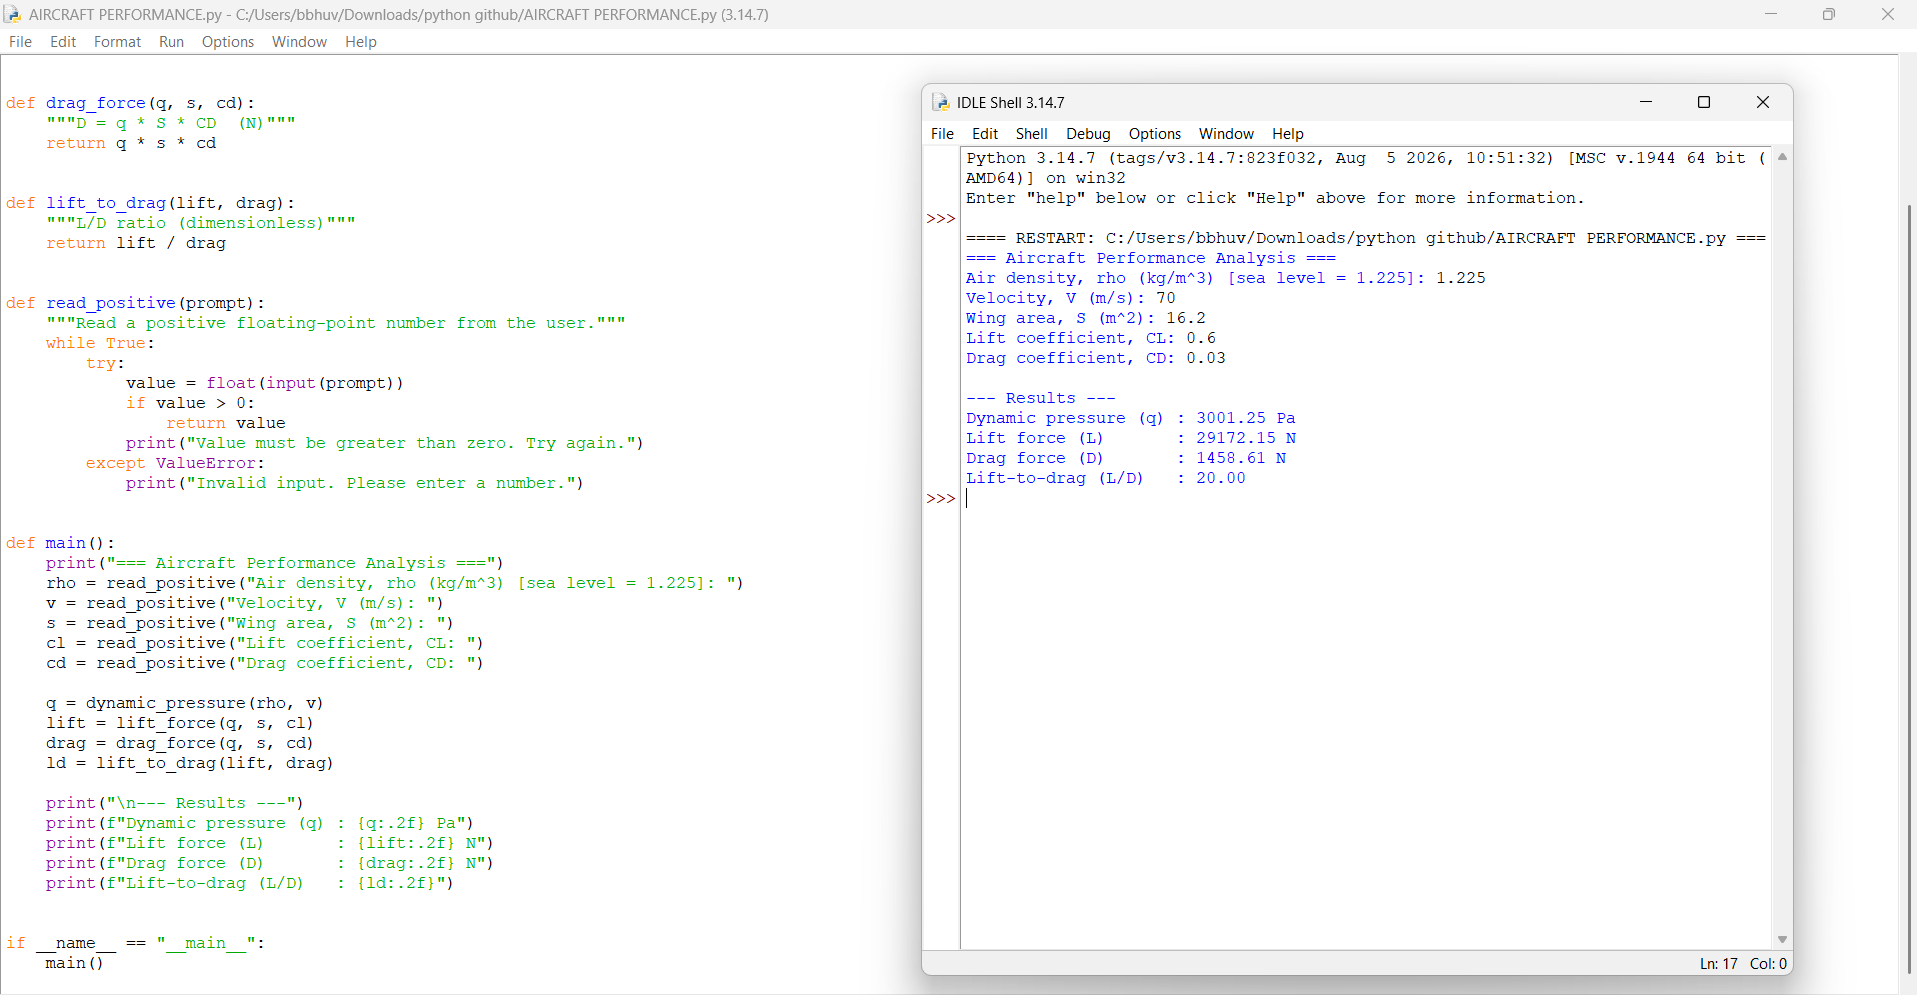 AIRCRAFT PERFORMANCE.py - C:/Users/bbhuv/Downloads/python github/AIRCRAFT PERFORMANCE.py (3.14.7)
File Edit Format Run Options Window Help
def drag_force(q, s, cd):
    """D = q * S * CD  (N)"""
    return q * s * cd
def lift_to_drag(lift, drag):
    """L/D ratio (dimensionless)"""
    return lift / drag
def read_positive(prompt):
    """Read a positive floating-point number from the user."""
    while True:
        try:
            value = float(input(prompt))
            if value > 0:
                return value
            print("Value must be greater than zero. Try again.")
        except ValueError:
            print("Invalid input. Please enter a number.")
def main():
    print("=== Aircraft Performance Analysis ===")
    rho = read_positive("Air density, rho (kg/m^3) [sea level = 1.225]: ")
    v = read_positive("Velocity, V (m/s): ")
    s = read_positive("Wing area, S (m^2): ")
    cl = read_positive("Lift coefficient, CL: ")
    cd = read_positive("Drag coefficient, CD: ")
    q = dynamic_pressure(rho, v)
    lift = lift_force(q, s, cl)
    drag = drag_force(q, s, cd)
    ld = lift_to_drag(lift, drag)
    print("\n--- Results ---")
    print(f"Dynamic pressure (q) : {q:.2f} Pa")
    print(f"Lift force (L)       : {lift:.2f} N")
    print(f"Drag force (D)       : {drag:.2f} N")
    print(f"Lift-to-drag (L/D)   : {ld:.2f}")
if __name__ == "__main__":
    main()
IDLE Shell 3.14.7
File Edit Shell Debug Options Window Help
Python 3.14.7 (tags/v3.14.7:823f032, Aug  5 2026, 10:51:32) [MSC v.1944 64 bit (
AMD64)] on win32
Enter "help" below or click "Help" above for more information.
>>>
==== RESTART: C:/Users/bbhuv/Downloads/python github/AIRCRAFT PERFORMANCE.py ===
=== Aircraft Performance Analysis ===
Air density, rho (kg/m^3) [sea level = 1.225]: 1.225
Velocity, V (m/s): 70
Wing area, S (m^2): 16.2
Lift coefficient, CL: 0.6
Drag coefficient, CD: 0.03
--- Results ---
Dynamic pressure (q) : 3001.25 Pa
Lift force (L)       : 29172.15 N
Drag force (D)       : 1458.61 N
Lift-to-drag (L/D)   : 20.00
>>>
Ln: 17 Col: 0